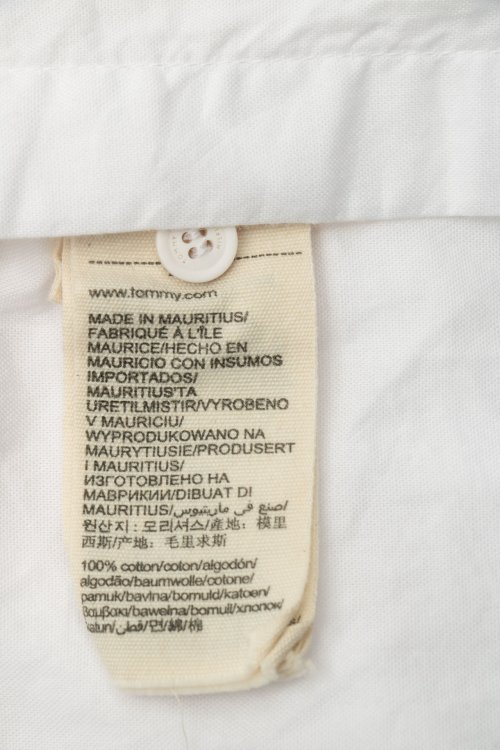 www.tommy.com
MADE IN MAURITIUS/
FABRIQUÉ À L'ÎLE
MAURICE/HECHO EN
MAURICIO CON INSUMOS
IMPORTADOS/
MAURITIUS'TA
URETILMISTIR/VYROBENO
V MAURICIU/
WYPRODUKOWANO NA
MAURYTIUSIE/PRODUSERT
I MAURITIUS/
ИЗГОТОВЛЕНО НА
МАВРИКИИ/DIBUAT DI
MAURITIUS/صنع في ماريتيوس/
원산지 : 모리셔스/產地：模里
西斯/产地：毛里求斯
100% cotton/coton/algodón/
algodão/baumwolle/cotone/
pamuk/bavlna/bomuld/katoen/
βαμβακι/bawełna/bomull/хлопок/
katun/قطن/면/綿/棉